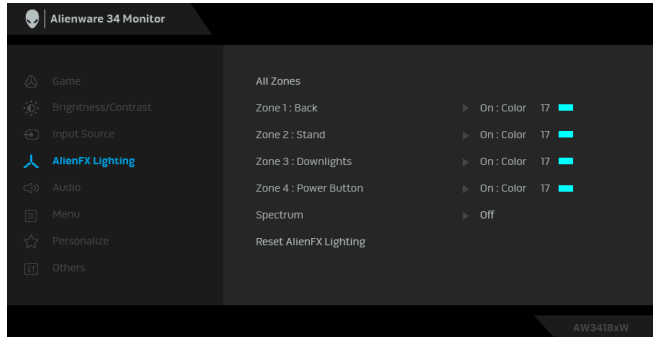 Alienware 34 Monitor
Game
Brightness/Contrast
Input Source
AlienFX Lighting
Audio
Menu
Personalize
Others
All Zones
Zone 1 : Back On : Color 17
Zone 2 : Stand On : Color 17
Zone 3 : Downlights On : Color 17
Zone 4 : Power Button On : Color 17
Spectrum Off
Reset AlienFX Lighting
AW3418xW